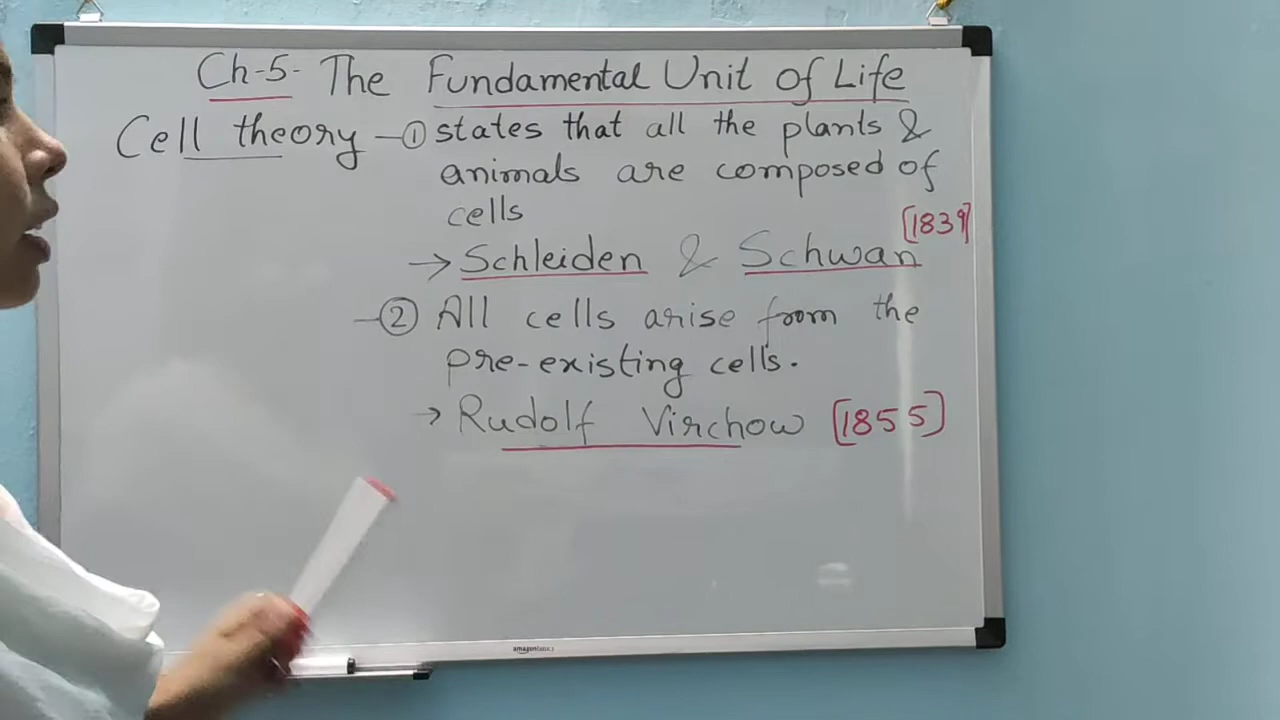 Ch-5- The Fundamental Unit of Life
Cell theory -① states that all the plants &
animals are composed of
cells
[1839]
→ Schleiden & Schwan
-② All cells arise from the
pre-existing cells.
→ Rudolf Virchow [1855]
amazonbasics